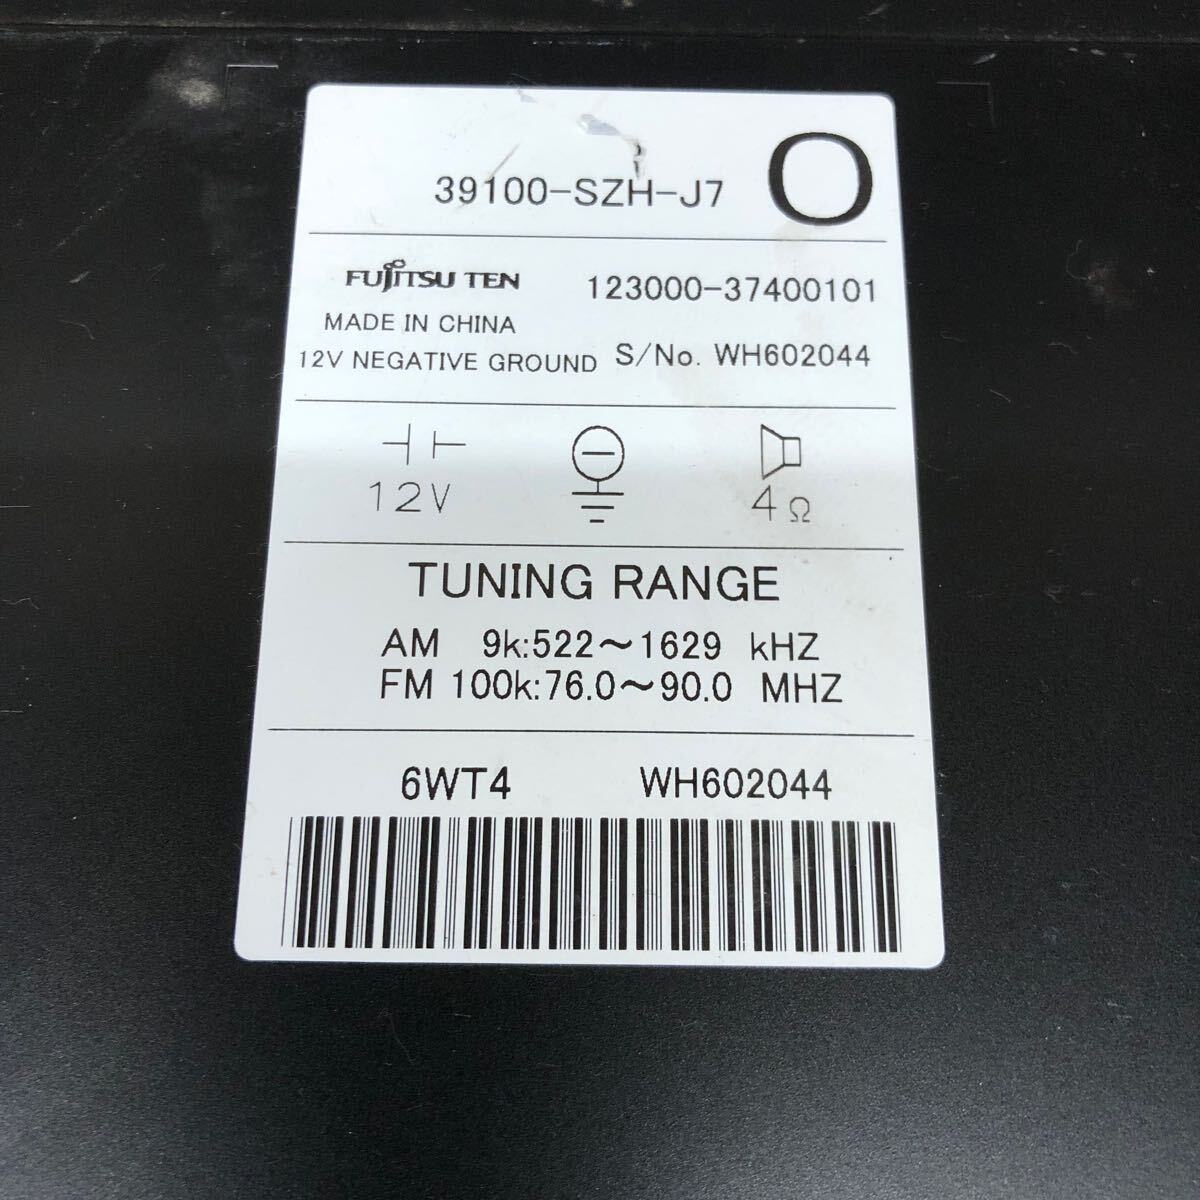 39100-SZH-J7 O
FUJITSU TEN 123000-37400101
MADE IN CHINA
12V NEGATIVE GROUND S/No. WH602044
12V 4Ω
TUNING RANGE
AM 9k:522～1629 kHZ
FM 100k:76.0～90.0 MHZ
6WT4 WH602044